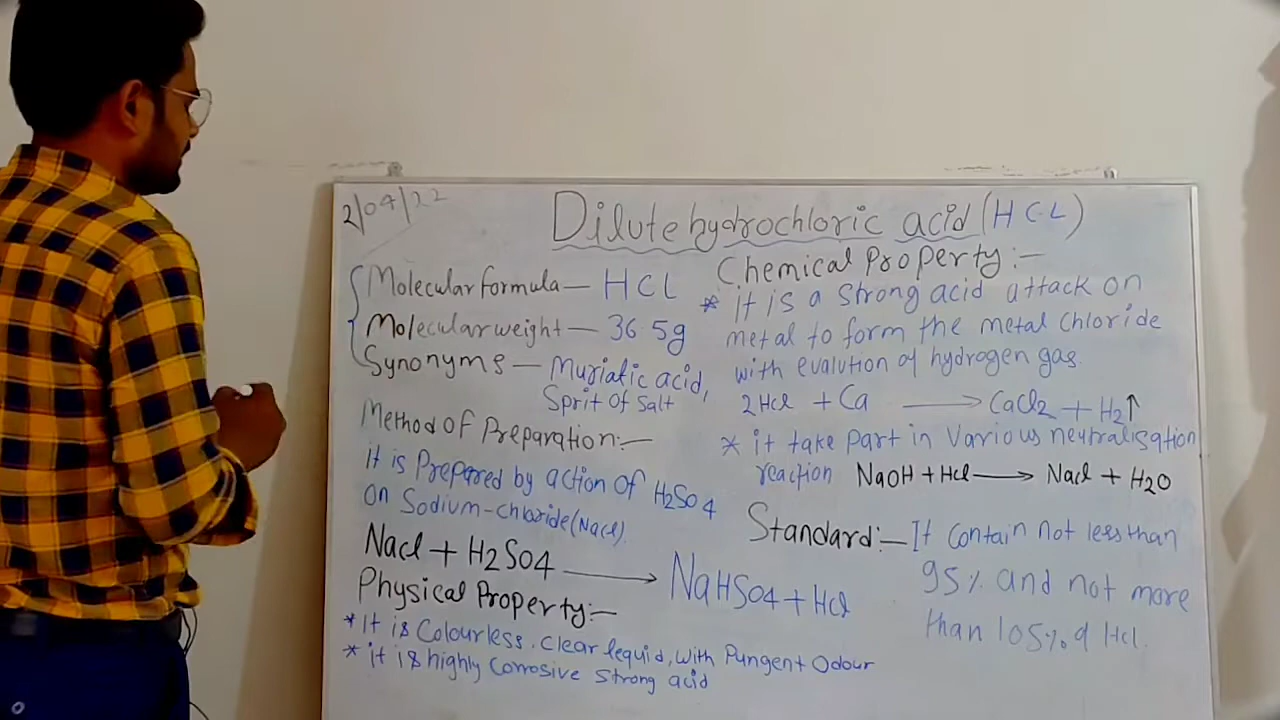 2/04/22
Dilute hydrochloric acid (HCL)
Molecular formula — HCL
Molecular weight — 36 5g
Synonyms — Muriatic acid,
Sprit of salt
Method of Preparation:—
it is Prepared by action of H2So4
on Sodium-chloride(Nacl).
Nacl + H2SO4 ⟶ NaHSO4 + Hcl
Physical Property:—
* It is Colourless. Clear lequid, with Pungent Odour
* it is highly Corrosive strong acid
Chemical Property:—
* it is a strong acid attack on
metal to form the metal chloride
with evalution of hydrogen gas.
2Hcl + Ca ⟶ CaCl2 + H2↑
* it take part in Various neutralisation
reaction NaOH + Hcl ⟶ Nacl + H2O
Standard:— It contain not less than
95% and not more
than 105% of Hcl.